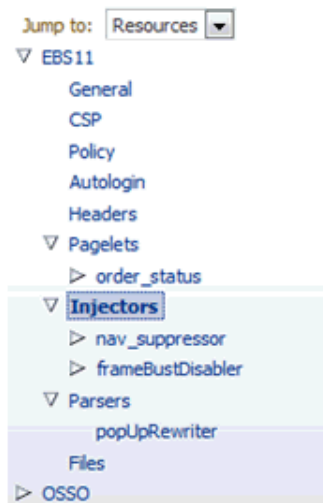 Jump to: Resources
EBS11
General
CSP
Policy
Autologin
Headers
Pagelets
order_status
Injectors
nav_suppressor
frameBustDisabler
Parsers
popUpRewriter
Files
OSSO